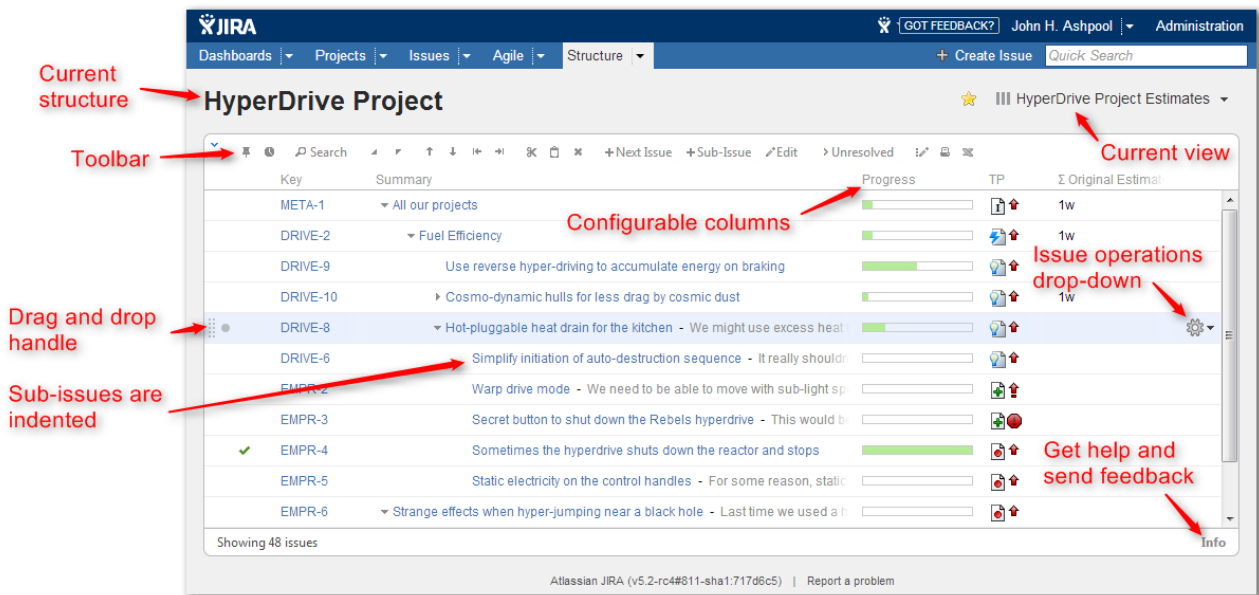 JIRA
GOT FEEDBACK? John H. Ashpool Administration
Dashboards Projects Issues Agile Structure + Create Issue Quick Search
Current
structure
HyperDrive Project
HyperDrive Project Estimates
Toolbar
Search +Next Issue +Sub-Issue Edit >Unresolved
Current view
Key Summary Progress TP Σ Original Estimat
META-1 All our projects 1w
Configurable columns
DRIVE-2 Fuel Efficiency 1w
Issue operations
drop-down
DRIVE-9 Use reverse hyper-driving to accumulate energy on braking
DRIVE-10 Cosmo-dynamic hulls for less drag by cosmic dust 1w
Drag and drop
handle
DRIVE-8 Hot-pluggable heat drain for the kitchen - We might use excess heat
DRIVE-6 Simplify initiation of auto-destruction sequence - It really shouldn
Sub-issues are
indented
EMPR-2 Warp drive mode - We need to be able to move with sub-light sp
EMPR-3 Secret button to shut down the Rebels hyperdrive - This would b
EMPR-4 Sometimes the hyperdrive shuts down the reactor and stops
Get help and
send feedback
EMPR-5 Static electricity on the control handles - For some reason, static
EMPR-6 Strange effects when hyper-jumping near a black hole - Last time we used a h
Showing 48 issues Info
Atlassian JIRA (v5.2-rc4#811-sha1:717d6c5) | Report a problem